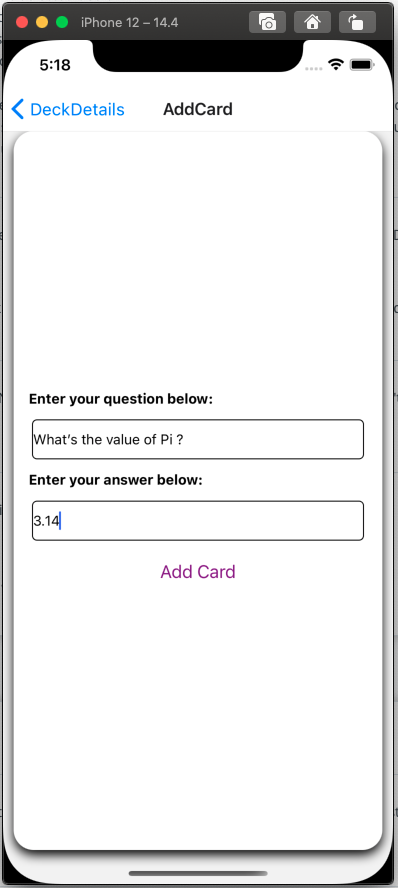 iPhone 12 – 14.4
5:18
DeckDetails
AddCard
Enter your question below:
What's the value of Pi ?
Enter your answer below:
3.14
Add Card